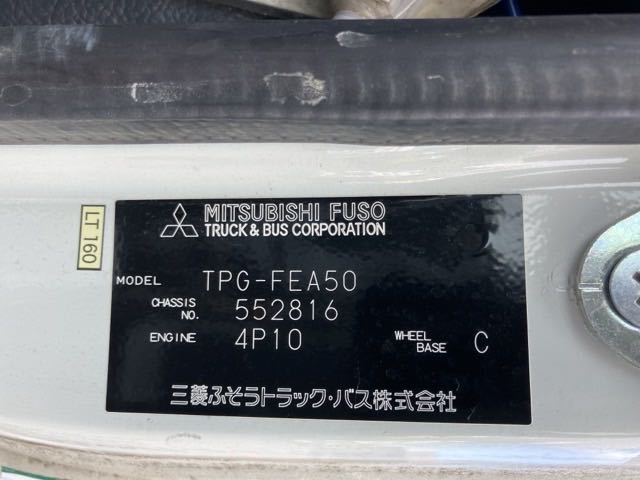 MITSUBISHI FUSO
TRUCK & BUS CORPORATION
LT 160
MODEL TPG-FEA50
CHASSIS NO. 552816
ENGINE 4P10 WHEEL BASE C
三菱ふそうトラック・バス株式会社